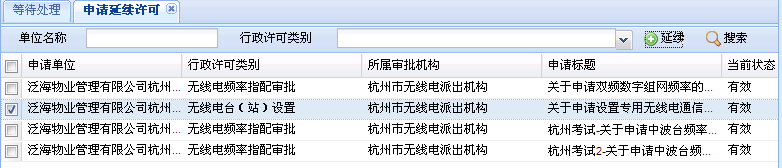 等待处理 申请延续许可
单位名称 行政许可类别 延续 搜索
申请单位 行政许可类别 所属审批机构 申请标题 当前状态
泛海物业管理有限公司杭州... 无线电频率指配审批 杭州市无线电派出机构 关于申请双频数字组网频率的... 有效
泛海物业管理有限公司杭州... 无线电台（站）设置 杭州市无线电派出机构 关于申请设置专用无线电通信... 有效
泛海物业管理有限公司杭州... 无线电频率指配审批 杭州市无线电派出机构 杭州考试-关于申请中波台频率... 有效
泛海物业管理有限公司杭州... 无线电频率指配审批 杭州市无线电派出机构 杭州考试2-关于申请中波台频... 有效